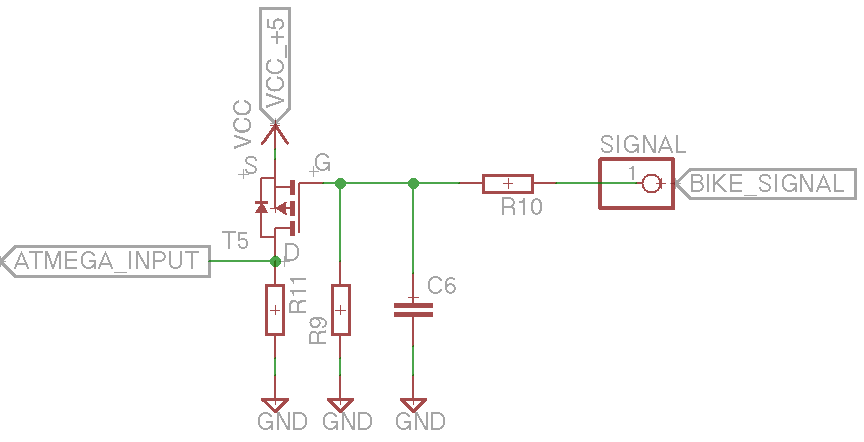 VCC_+5
VCC
S
G
SIGNAL
1
BIKE_SIGNAL
R10
T5
D
ATMEGA_INPUT
R11
R9
C6
GND
GND
GND